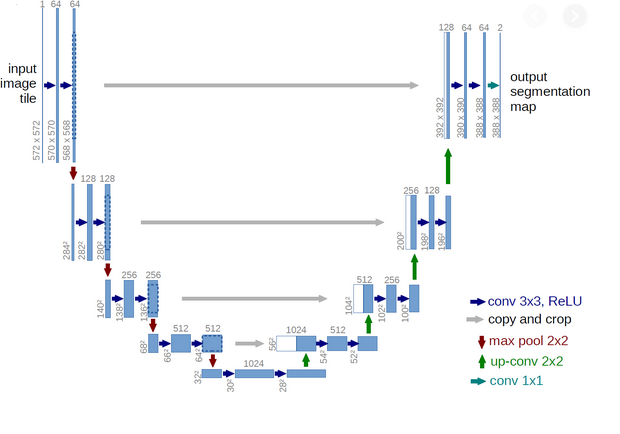 1 64 64
128 64 64 2
input
image
tile
output
segmentation
map
572 x 572
570 x 570
568 x 568
392 x 392
390 x 390
388 x 388
388 x 388
128 128
256 128
284²
282²
280²
200²
198²
196²
256 256
512 256
140²
138²
136²
104²
102²
100²
512 512
1024 512
68²
66²
64²
56²
54²
52²
1024
32²
30²
28²
conv 3x3, ReLU
copy and crop
max pool 2x2
up-conv 2x2
conv 1x1